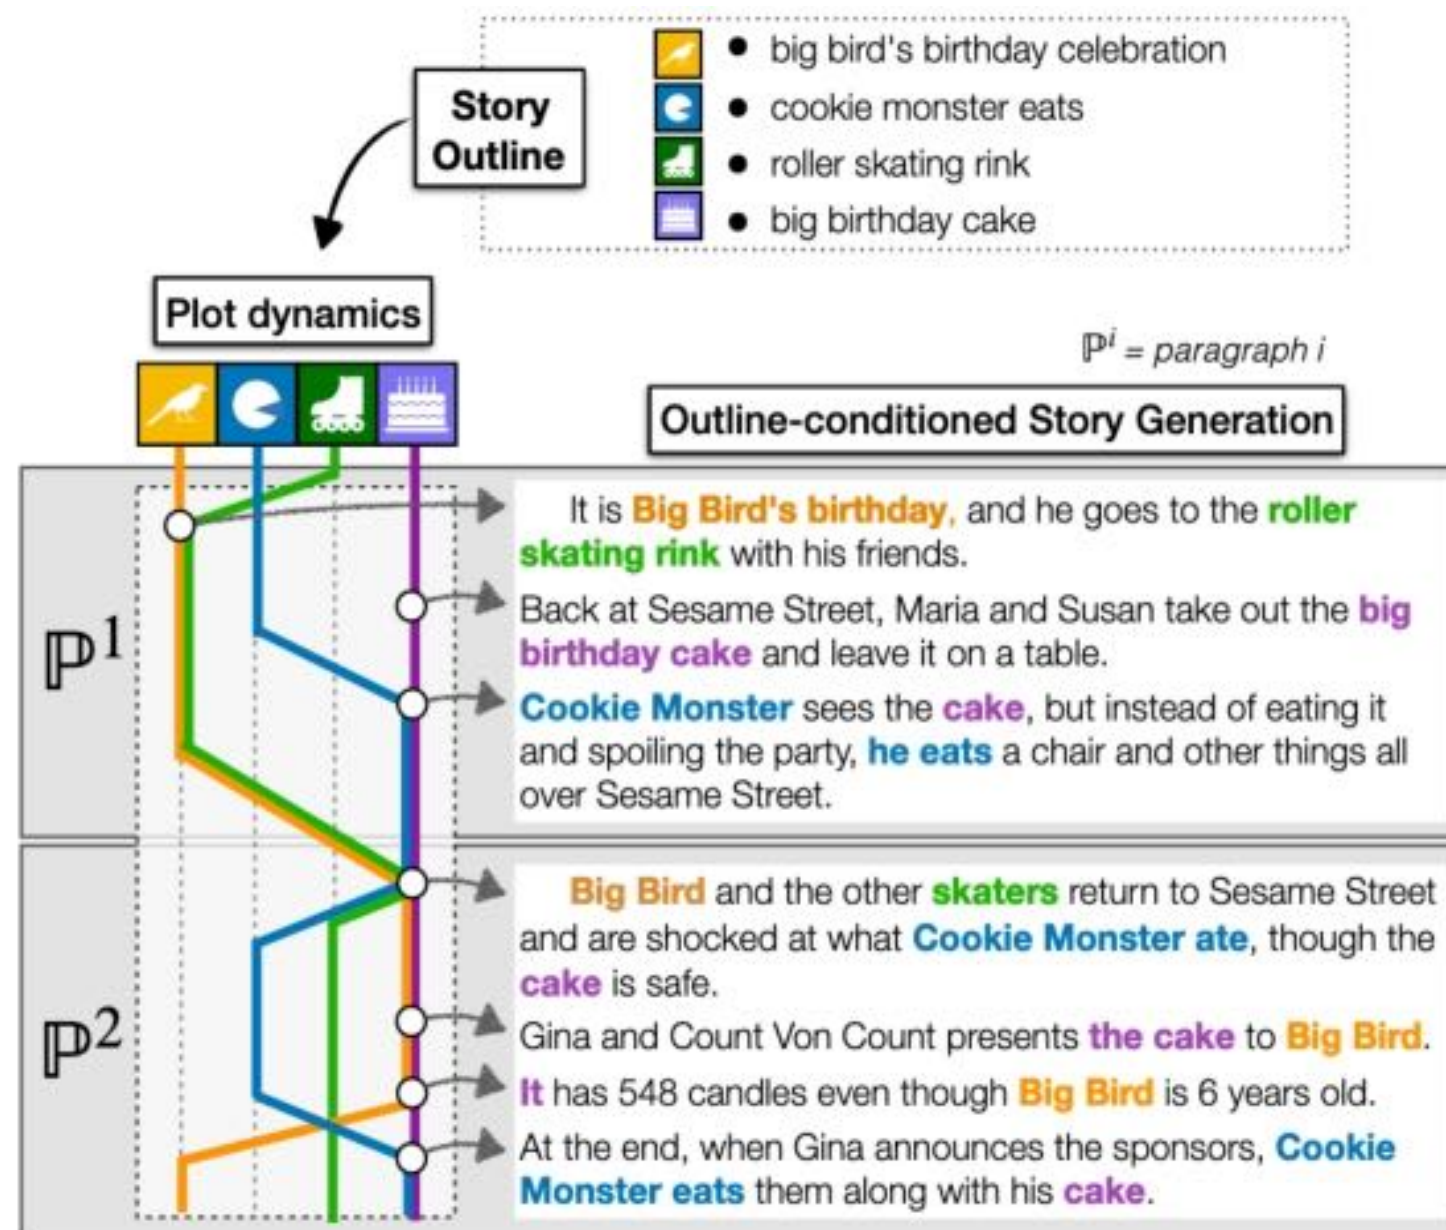 Story
Outline
● big bird's birthday celebration
● cookie monster eats
● roller skating rink
● big birthday cake
Plot dynamics
ℙⁱ = paragraph i
Outline-conditioned Story Generation
ℙ¹
It is Big Bird's birthday, and he goes to the roller
skating rink with his friends.
Back at Sesame Street, Maria and Susan take out the big
birthday cake and leave it on a table.
Cookie Monster sees the cake, but instead of eating it
and spoiling the party, he eats a chair and other things all
over Sesame Street.
ℙ²
Big Bird and the other skaters return to Sesame Street
and are shocked at what Cookie Monster ate, though the
cake is safe.
Gina and Count Von Count presents the cake to Big Bird.
It has 548 candles even though Big Bird is 6 years old.
At the end, when Gina announces the sponsors, Cookie
Monster eats them along with his cake.